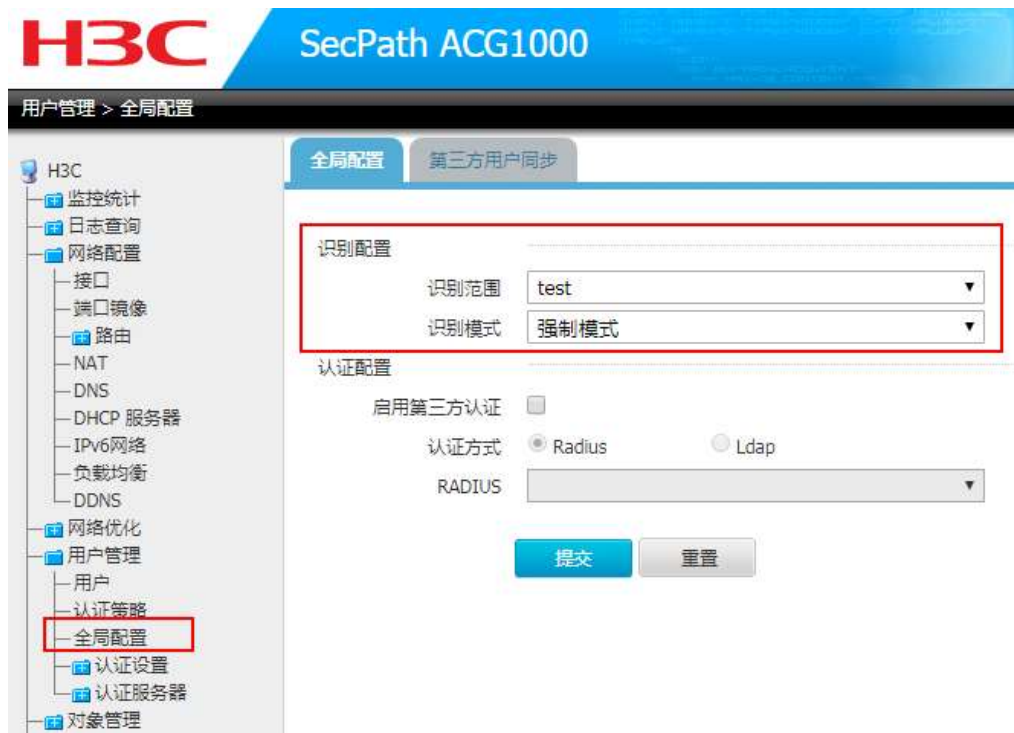 H3C
SecPath ACG1000
用户管理 > 全局配置
H3C
监控统计
日志查询
网络配置
接口
端口镜像
路由
NAT
DNS
DHCP 服务器
IPv6网络
负载均衡
DDNS
网络优化
用户管理
用户
认证策略
全局配置
认证设置
认证服务器
对象管理
全局配置 第三方用户同步
识别配置
识别范围 test
识别模式 强制模式
认证配置
启用第三方认证
认证方式 Radius Ldap
RADIUS
提交 重置